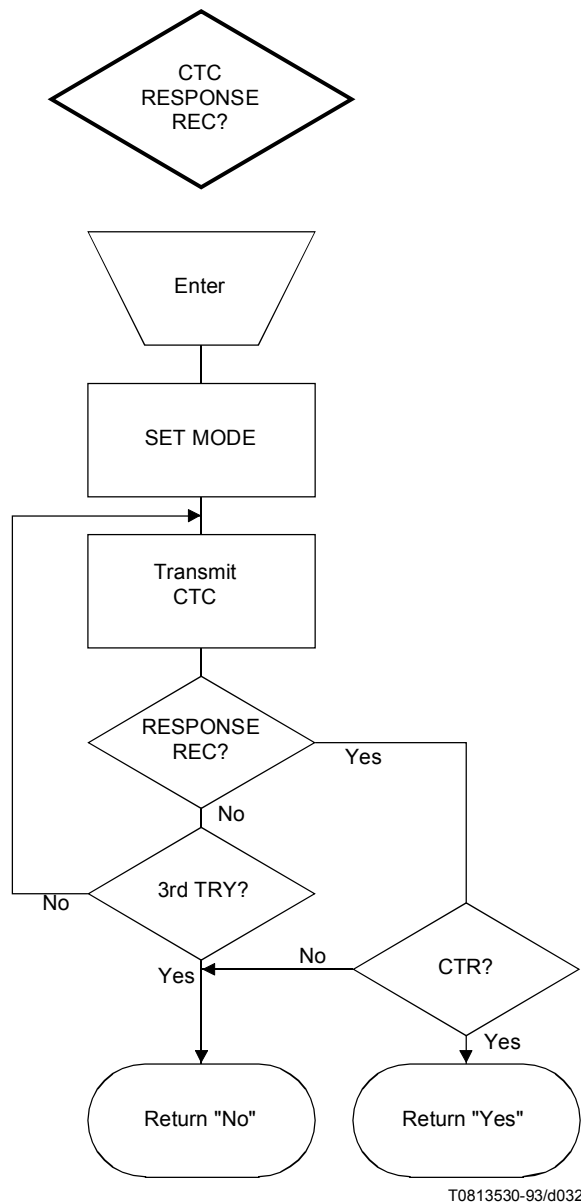 CTC
RESPONSE
REC?
Enter
SET MODE
Transmit
CTC
RESPONSE
REC?
Yes
No
3rd TRY?
No
Yes
No
CTR?
Yes
Return "No"
Return "Yes"
T0813530-93/d032